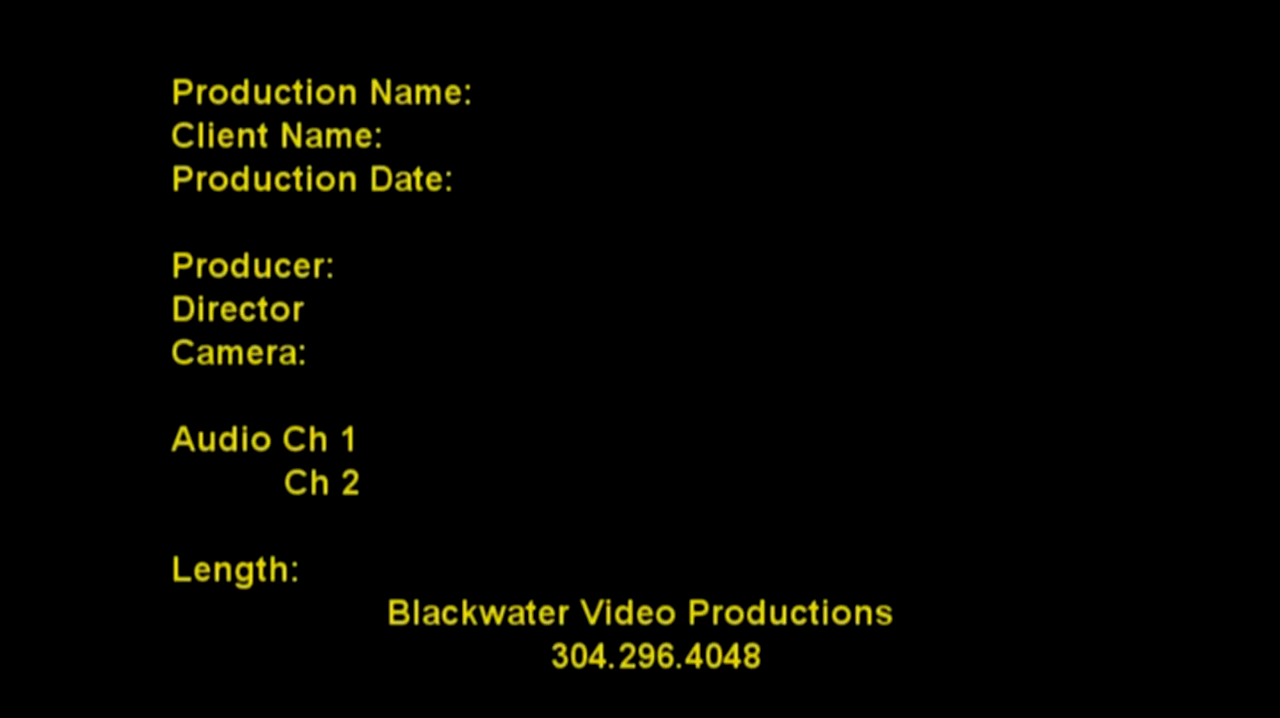 Production Name:
Client Name:
Production Date:
Producer:
Director
Camera:
Audio Ch 1
Ch 2
Length:
Blackwater Video Productions
304.296.4048